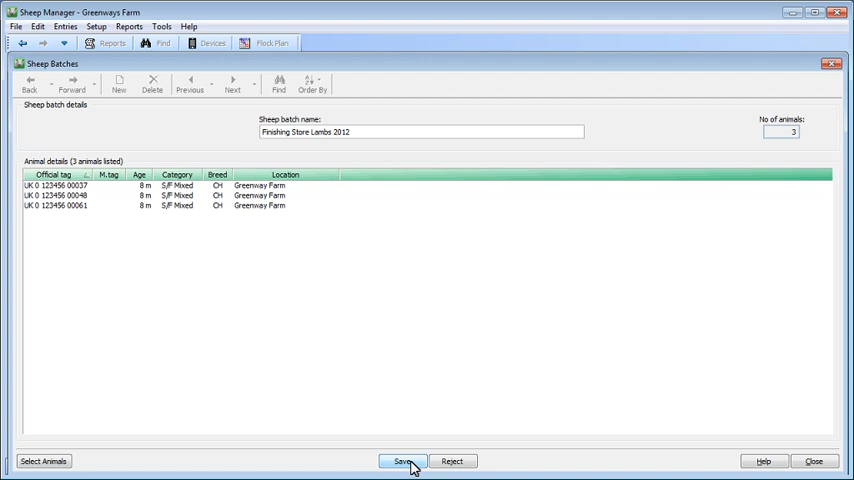 Sheep Manager - Greenways Farm
File Edit Entries Setup Reports Tools Help
Reports Find Devices Flock Plan
Sheep Batches
Back Forward New Delete Previous Next Find Order By
Sheep batch details
Sheep batch name: No of animals:
Finishing Store Lambs 2012 3
Animal details (3 animals listed)
Official tag M.tag Age Category Breed Location
UK 0 123456 00037 8 m S/F Mixed CH Greenway Farm
UK 0 123456 00048 8 m S/F Mixed CH Greenway Farm
UK 0 123456 00061 8 m S/F Mixed CH Greenway Farm
Select Animals Save Reject Help Close